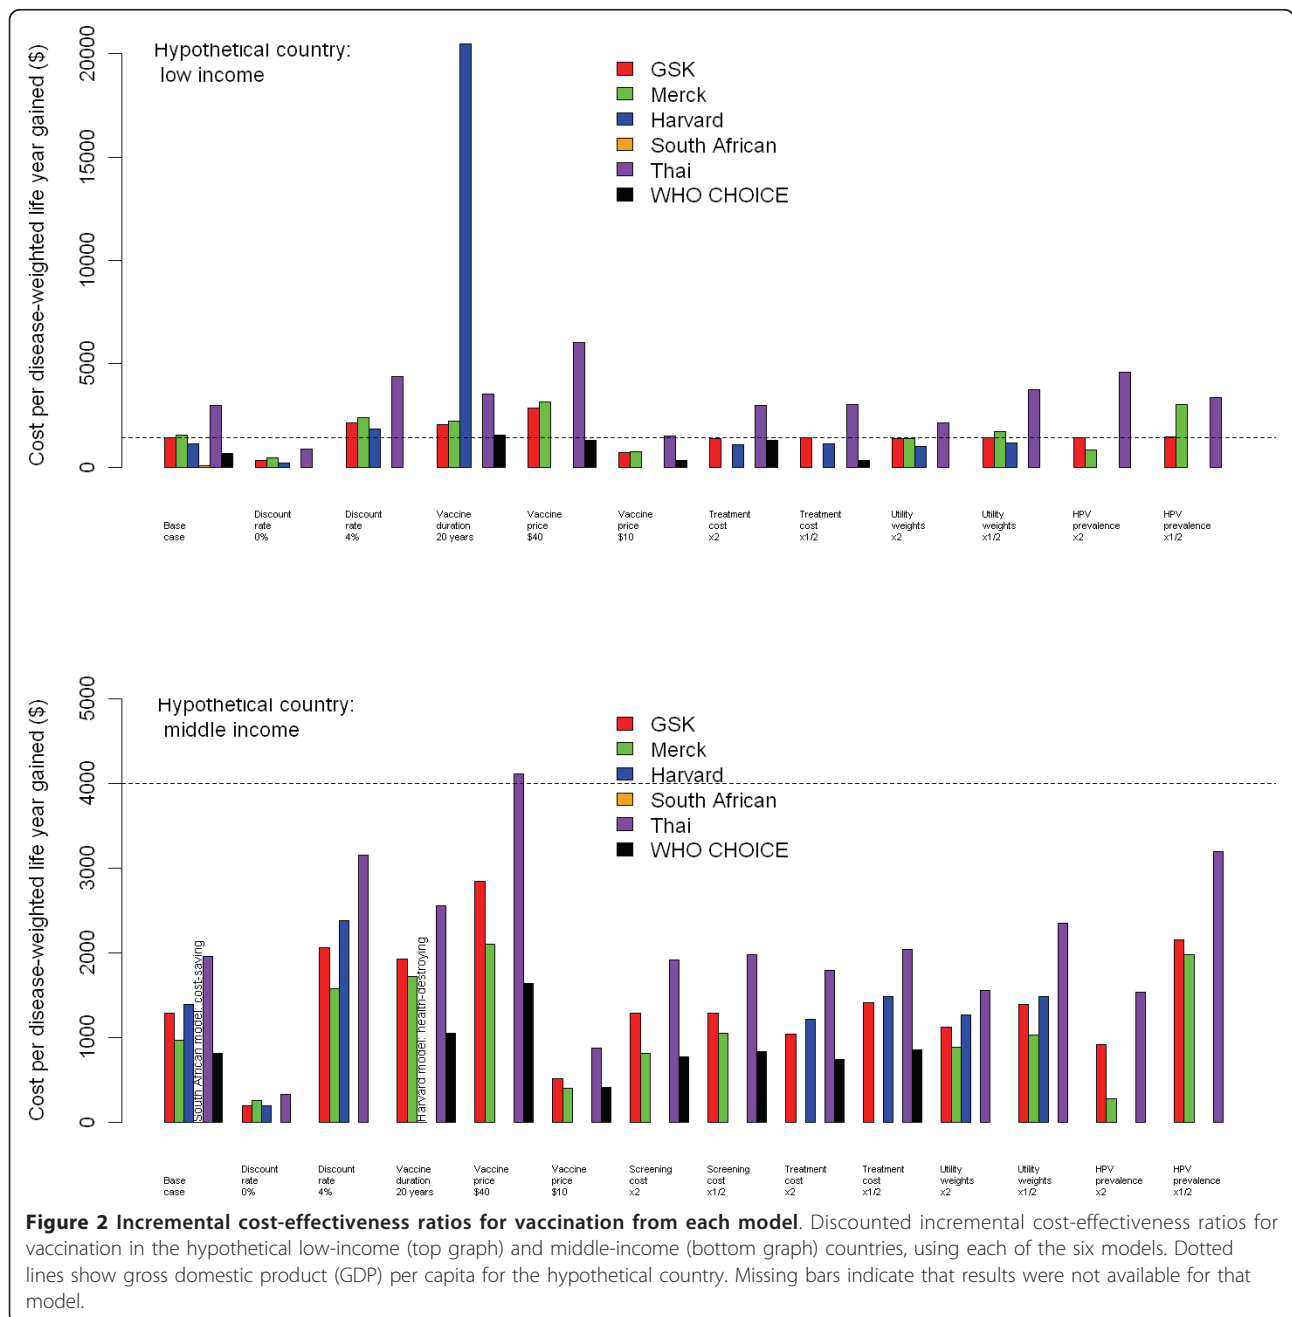 Cost per disease-weighted life year gained ($)
0 5000 10000 15000 20000
Hypothetical country:
low income
GSK
Merck
Harvard
South African
Thai
WHO CHOICE
Base
case
Discount
rate
0%
Discount
rate
4%
Vaccine
duration
20 years
Vaccine
price
$40
Vaccine
price
$10
Treatment
cost
x2
Treatment
cost
x1/2
Utility
weights
x2
Utility
weights
x1/2
HPV
prevalence
x2
HPV
prevalence
x1/2
Cost per disease-weighted life year gained ($)
0 1000 2000 3000 4000 5000
Hypothetical country:
middle income
GSK
Merck
Harvard
South African
Thai
WHO CHOICE
South African model: cost-saving
Harvard model: health-destroying
Base
case
Discount
rate
0%
Discount
rate
4%
Vaccine
duration
20 years
Vaccine
price
$40
Vaccine
price
$10
Screening
cost
x2
Screening
cost
x1/2
Treatment
cost
x2
Treatment
cost
x1/2
Utility
weights
x2
Utility
weights
x1/2
HPV
prevalence
x2
HPV
prevalence
x1/2
Figure 2 Incremental cost-effectiveness ratios for vaccination from each model. Discounted incremental cost-effectiveness ratios for
vaccination in the hypothetical low-income (top graph) and middle-income (bottom graph) countries, using each of the six models. Dotted
lines show gross domestic product (GDP) per capita for the hypothetical country. Missing bars indicate that results were not available for that
model.